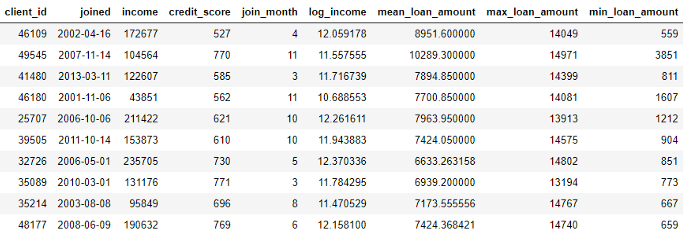 client_id joined income credit_score join_month log_income mean_loan_amount max_loan_amount min_loan_amount
46109 2002-04-16 172677 527 4 12.059178 8951.600000 14049 559
49545 2007-11-14 104564 770 11 11.557555 10289.300000 14971 3851
41480 2013-03-11 122607 585 3 11.716739 7894.850000 14399 811
46180 2001-11-06 43851 562 11 10.688553 7700.850000 14081 1607
25707 2006-10-06 211422 621 10 12.261611 7963.950000 13913 1212
39505 2011-10-14 153873 610 10 11.943883 7424.050000 14575 904
32726 2006-05-01 235705 730 5 12.370336 6633.263158 14802 851
35089 2010-03-01 131176 771 3 11.784295 6939.200000 13194 773
35214 2003-08-08 95849 696 8 11.470529 7173.555556 14767 667
48177 2008-06-09 190632 769 6 12.158100 7424.368421 14740 659